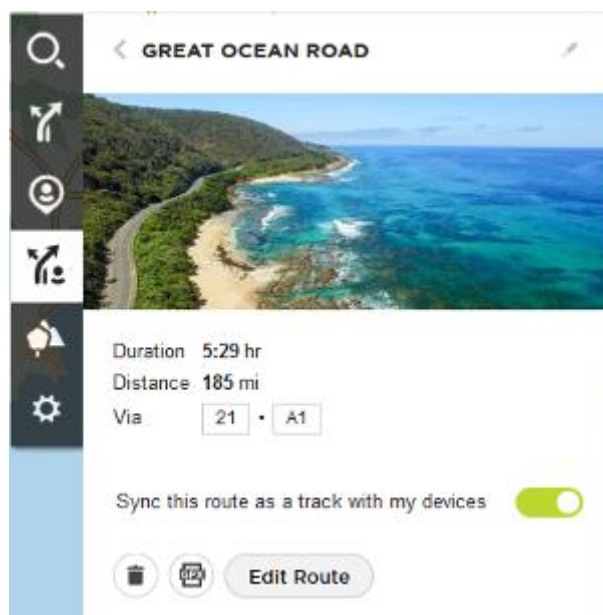 GREAT OCEAN ROAD
Duration 5:29 hr
Distance 185 mi
Via 21 • A1
Sync this route as a track with my devices
Edit Route